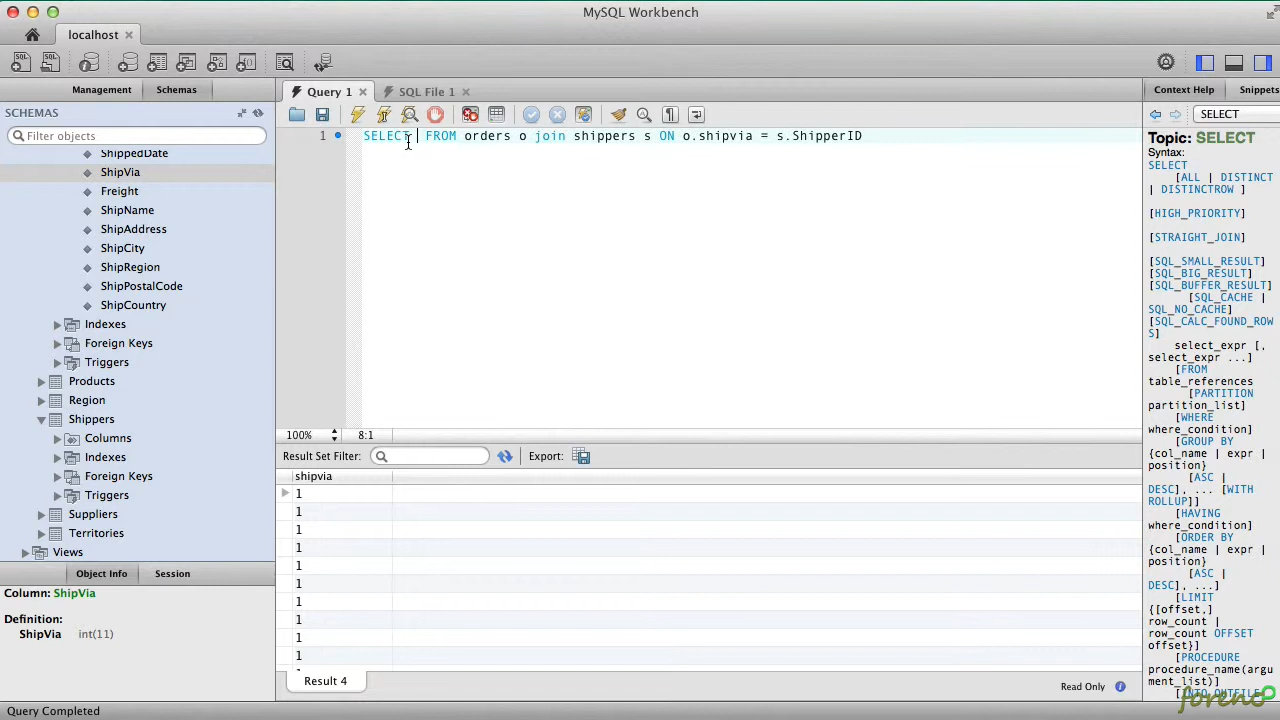 MySQL Workbench
localhost
Management
Schemas
Context Help
Snippets
Query 1
SQL File 1
SCHEMAS
Filter objects
ShippedDate
ShipVia
Freight
ShipName
ShipAddress
ShipCity
ShipRegion
ShipPostalCode
ShipCountry
Indexes
Foreign Keys
Triggers
Products
Region
Shippers
Columns
Indexes
Foreign Keys
Triggers
Suppliers
Territories
Views
Object Info
Session
Column: ShipVia
Definition:
ShipVia int(11)
Query Completed
1
SELECT FROM orders o join shippers s ON o.shipvia = s.ShipperID
100%
8:1
Result Set Filter:
Export:
shipvia
1
1
1
1
1
1
1
1
1
1
Result 4
Read Only
SELECT
Topic: SELECT
Syntax:
SELECT
[ALL | DISTINCT
| DISTINCTROW ]
[HIGH_PRIORITY]
[STRAIGHT_JOIN]
[SQL_SMALL_RESULT]
[SQL_BIG_RESULT]
[SQL_BUFFER_RESULT]
[SQL_CACHE |
SQL_NO_CACHE]
[SQL_CALC_FOUND_ROW
S]
select_expr [,
select_expr ...]
[FROM
table_references
[PARTITION
partition_list]
[WHERE
where_condition]
[GROUP BY
{col_name | expr |
position}
[ASC |
DESC], ... [WITH
ROLLUP]]
[HAVING
where_condition]
[ORDER BY
{col_name | expr |
position}
[ASC |
DESC], ...]
[LIMIT
{[offset,]
row_count |
row_count OFFSET
offset}]
[PROCEDURE
procedure_name(argu
ment_list)]